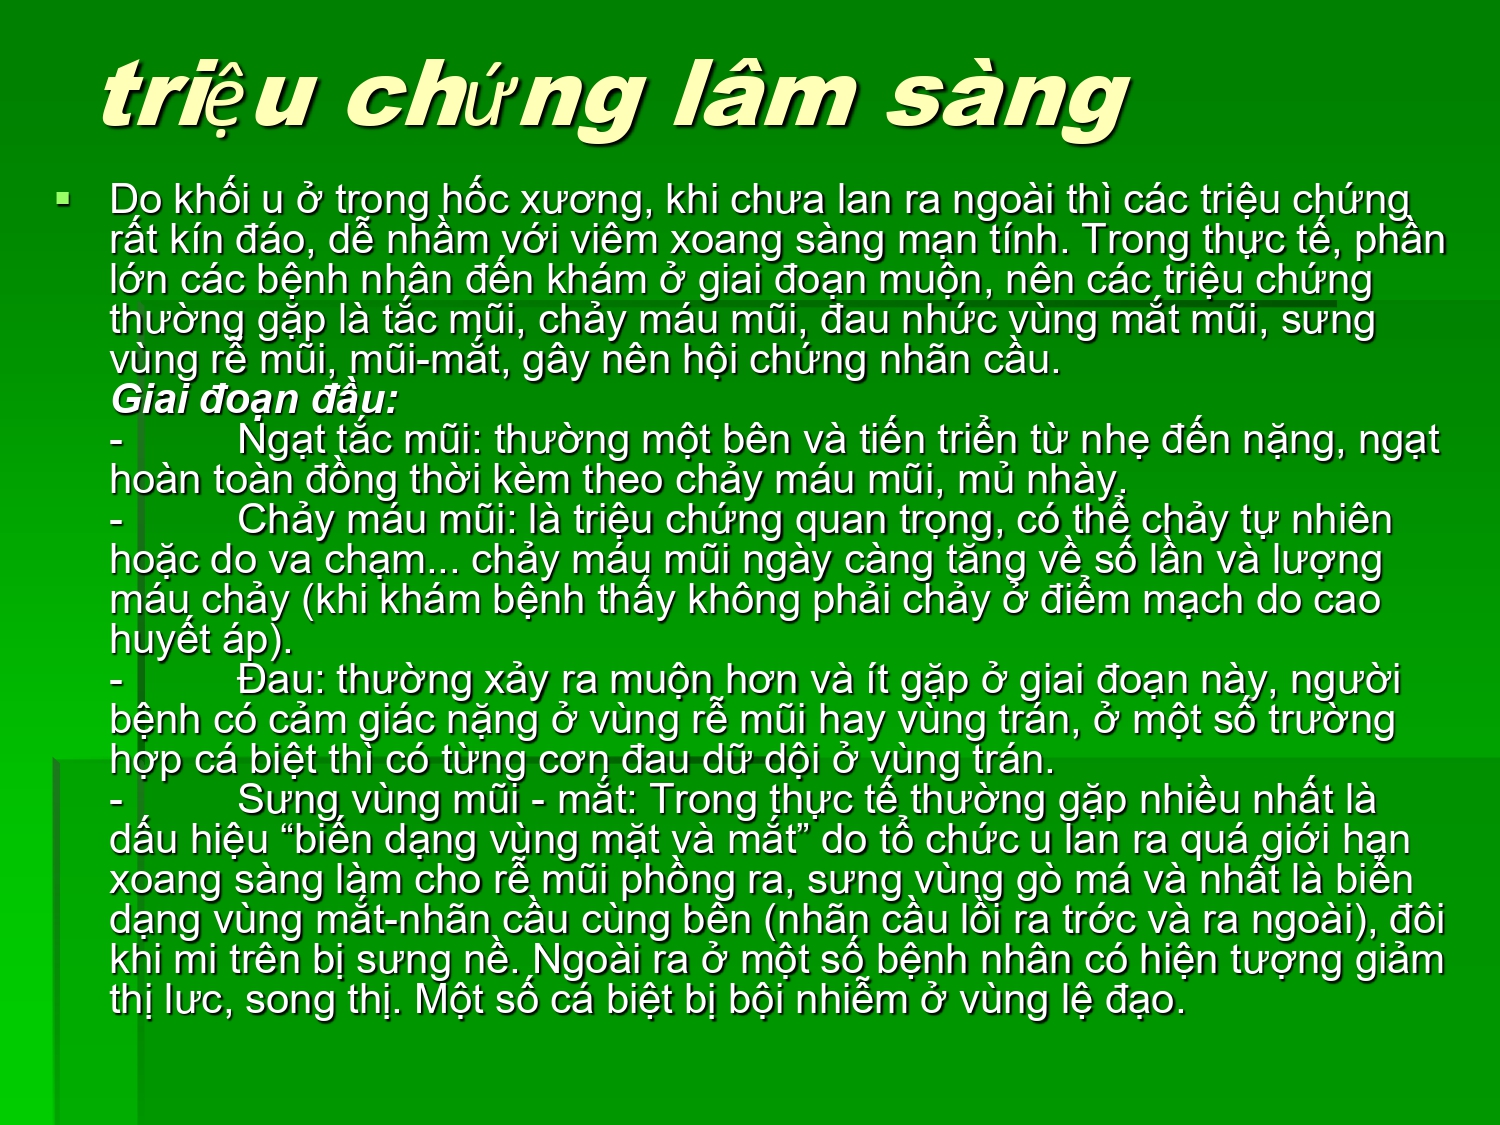 triệu chứng lâm sàng
Do khối u ở trong hốc xương, khi chưa lan ra ngoài thì các triệu chứng
rất kín đáo, dễ nhầm với viêm xoang sàng mạn tính. Trong thực tế, phần
lớn các bệnh nhân đến khám ở giai đoạn muộn, nên các triệu chứng
thường gặp là tắc mũi, chảy máu mũi, đau nhức vùng mắt mũi, sưng
vùng rễ mũi, mũi-mắt, gây nên hội chứng nhãn cầu.
Giai đoạn đầu:
- Ngạt tắc mũi: thường một bên và tiến triển từ nhẹ đến nặng, ngạt
hoàn toàn đồng thời kèm theo chảy máu mũi, mủ nhày.
- Chảy máu mũi: là triệu chứng quan trọng, có thể chảy tự nhiên
hoặc do va chạm... chảy máu mũi ngày càng tăng về số lần và lượng
máu chảy (khi khám bệnh thấy không phải chảy ở điểm mạch do cao
huyết áp).
- Đau: thường xảy ra muộn hơn và ít gặp ở giai đoạn này, người
bệnh có cảm giác nặng ở vùng rễ mũi hay vùng trán, ở một số trường
hợp cá biệt thì có từng cơn đau dữ dội ở vùng trán.
- Sưng vùng mũi - mắt: Trong thực tế thường gặp nhiều nhất là
dấu hiệu “biến dạng vùng mặt và mắt” do tổ chức u lan ra quá giới hạn
xoang sàng làm cho rễ mũi phồng ra, sưng vùng gò má và nhất là biến
dạng vùng mắt-nhãn cầu cùng bên (nhãn cầu lồi ra trớc và ra ngoài), đôi
khi mi trên bị sưng nề. Ngoài ra ở một số bệnh nhân có hiện tượng giảm
thị lưc, song thị. Một số cá biệt bị bội nhiễm ở vùng lệ đạo.